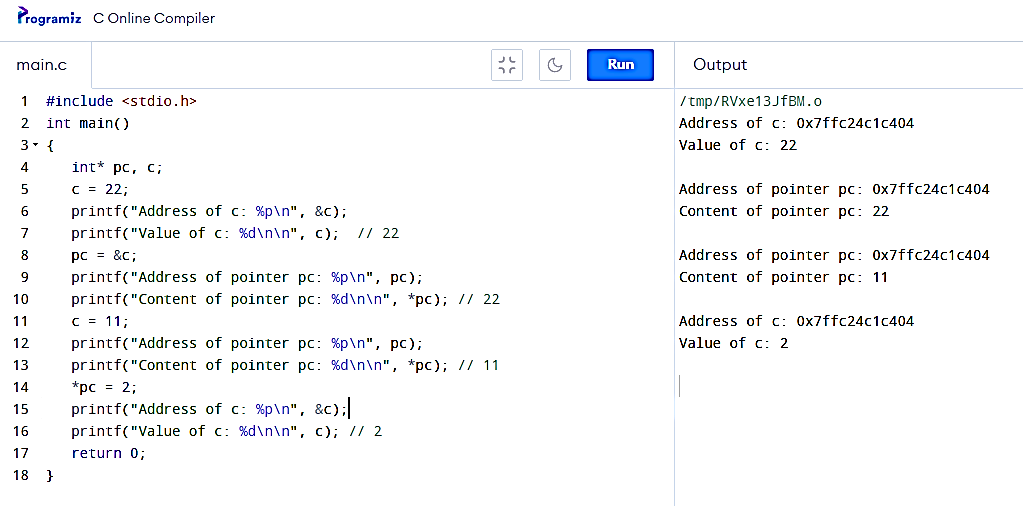 Programiz C Online Compiler
main.c Run Output
1 #include <stdio.h>
2 int main()
3 {
4 int* pc, c;
5 c = 22;
6 printf("Address of c: %p\n", &c);
7 printf("Value of c: %d\n\n", c); // 22
8 pc = &c;
9 printf("Address of pointer pc: %p\n", pc);
10 printf("Content of pointer pc: %d\n\n", *pc); // 22
11 c = 11;
12 printf("Address of pointer pc: %p\n", pc);
13 printf("Content of pointer pc: %d\n\n", *pc); // 11
14 *pc = 2;
15 printf("Address of c: %p\n", &c);
16 printf("Value of c: %d\n\n", c); // 2
17 return 0;
18 }
/tmp/RVxe13JfBM.o
Address of c: 0x7ffc24c1c404
Value of c: 22
Address of pointer pc: 0x7ffc24c1c404
Content of pointer pc: 22
Address of pointer pc: 0x7ffc24c1c404
Content of pointer pc: 11
Address of c: 0x7ffc24c1c404
Value of c: 2